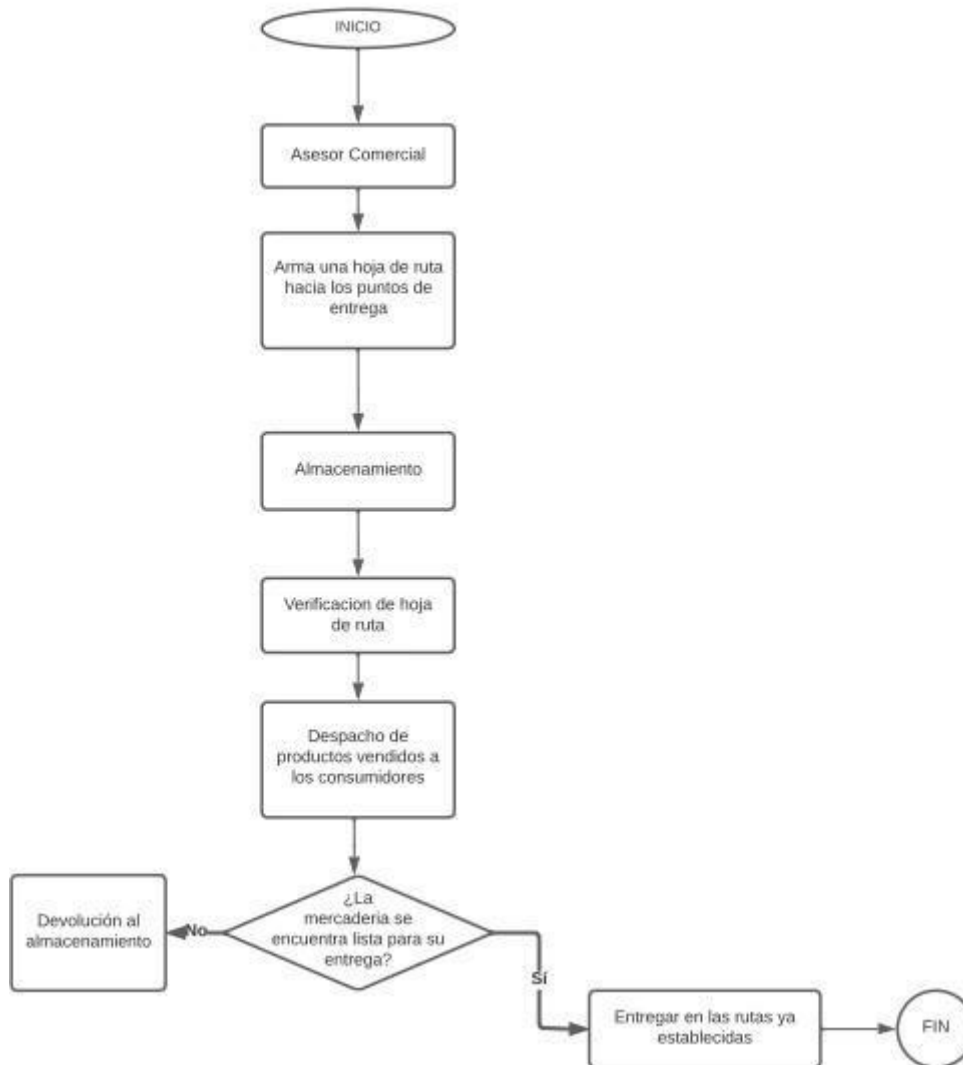 INICIO
Asesor Comercial
Arma una hoja de ruta
hacia los puntos de
entrega
Almacenamiento
Verificacion de hoja
de ruta
Despacho de
productos vendidos a
los consumidores
¿La
mercaderia se
encuentra lista para su
entrega?
No
Devolución al
almacenamiento
Sí
Entregar en las rutas ya
establecidas
FIN